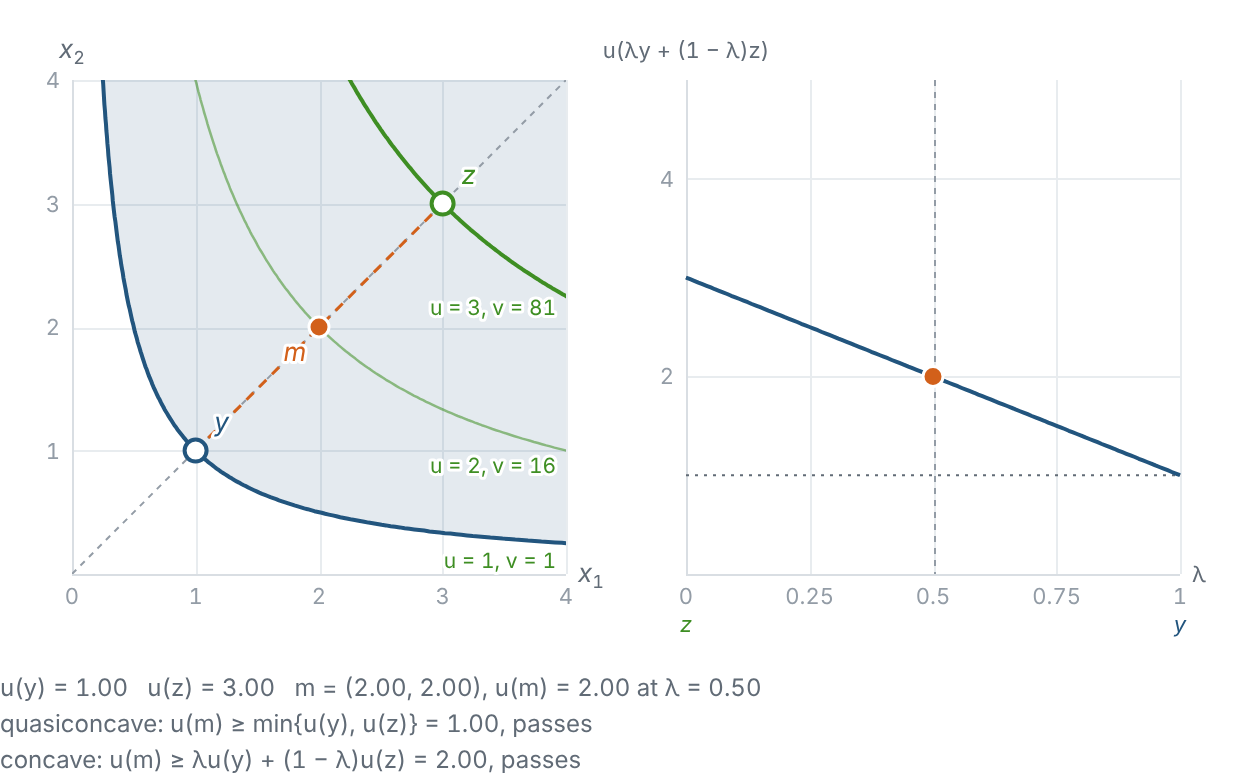 x₂
u(λy + (1 − λ)z)
4
3
2
1
z
m
y
u = 3, v = 81
u = 2, v = 16
u = 1, v = 1
x₁
0 1 2 3 4
4
2
λ
0 0.25 0.5 0.75 1
z y
u(y) = 1.00 u(z) = 3.00 m = (2.00, 2.00), u(m) = 2.00 at λ = 0.50
quasiconcave: u(m) ≥ min{u(y), u(z)} = 1.00, passes
concave: u(m) ≥ λu(y) + (1 − λ)u(z) = 2.00, passes